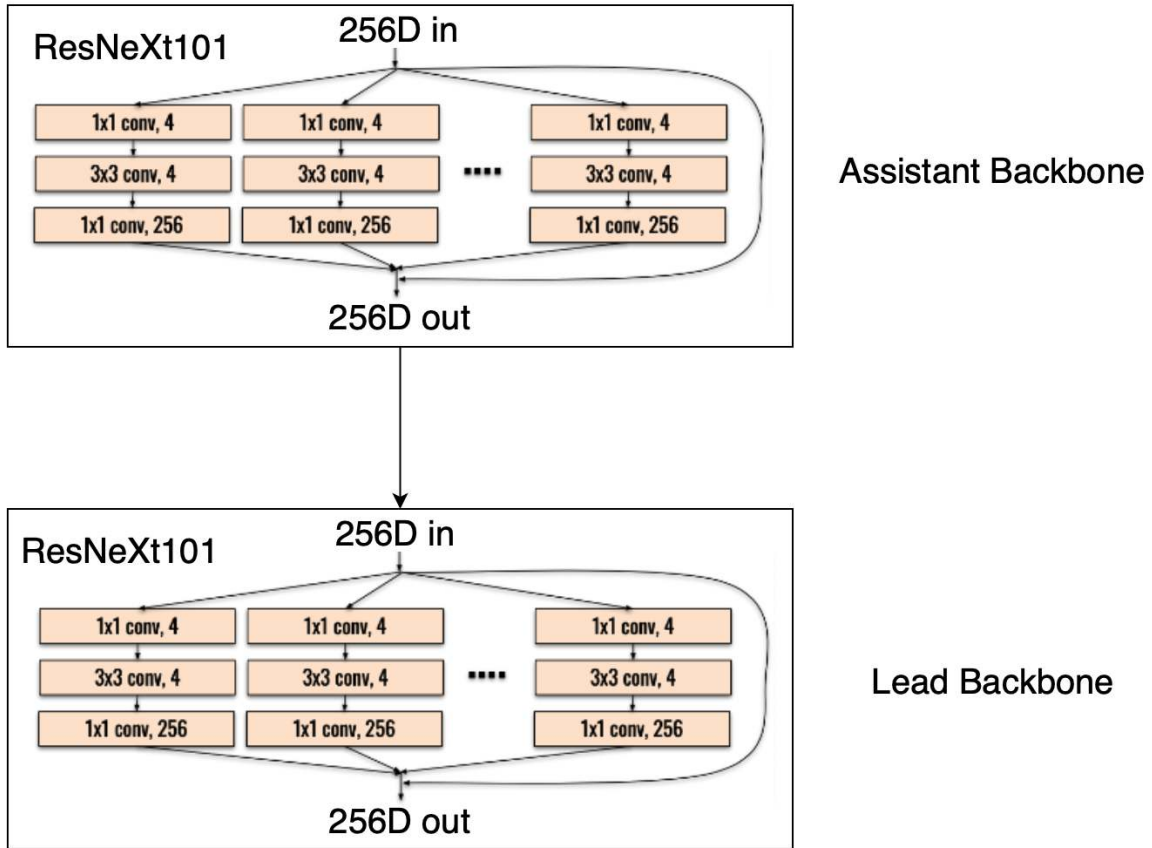 256D in
ResNeXt101
1x1 conv, 4 1x1 conv, 4 1x1 conv, 4
3x3 conv, 4 3x3 conv, 4 .... 3x3 conv, 4
Assistant Backbone
1x1 conv, 256 1x1 conv, 256 1x1 conv, 256
256D out
256D in
ResNeXt101
1x1 conv, 4 1x1 conv, 4 1x1 conv, 4
3x3 conv, 4 3x3 conv, 4 .... 3x3 conv, 4
Lead Backbone
1x1 conv, 256 1x1 conv, 256 1x1 conv, 256
256D out